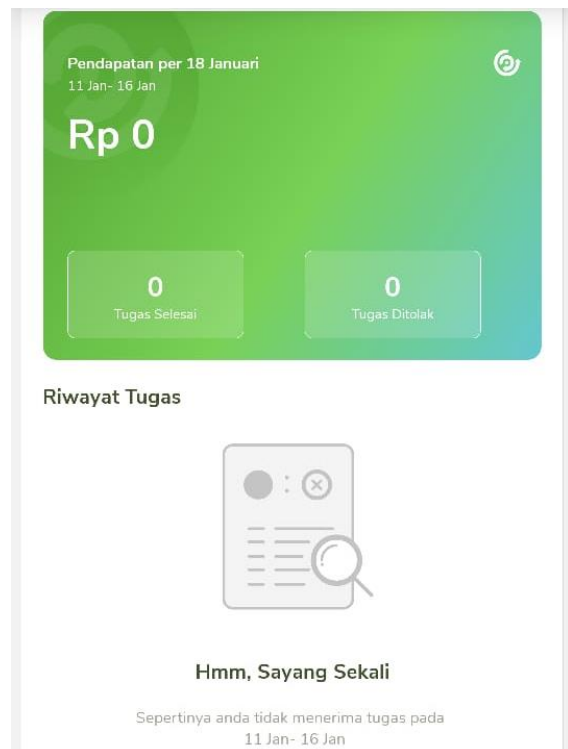 Pendapatan per 18 Januari
11 Jan- 16 Jan
Rp 0
0
Tugas Selesai
0
Tugas Ditolak
Riwayat Tugas
Hmm, Sayang Sekali
Sepertinya anda tidak menerima tugas pada
11 Jan- 16 Jan